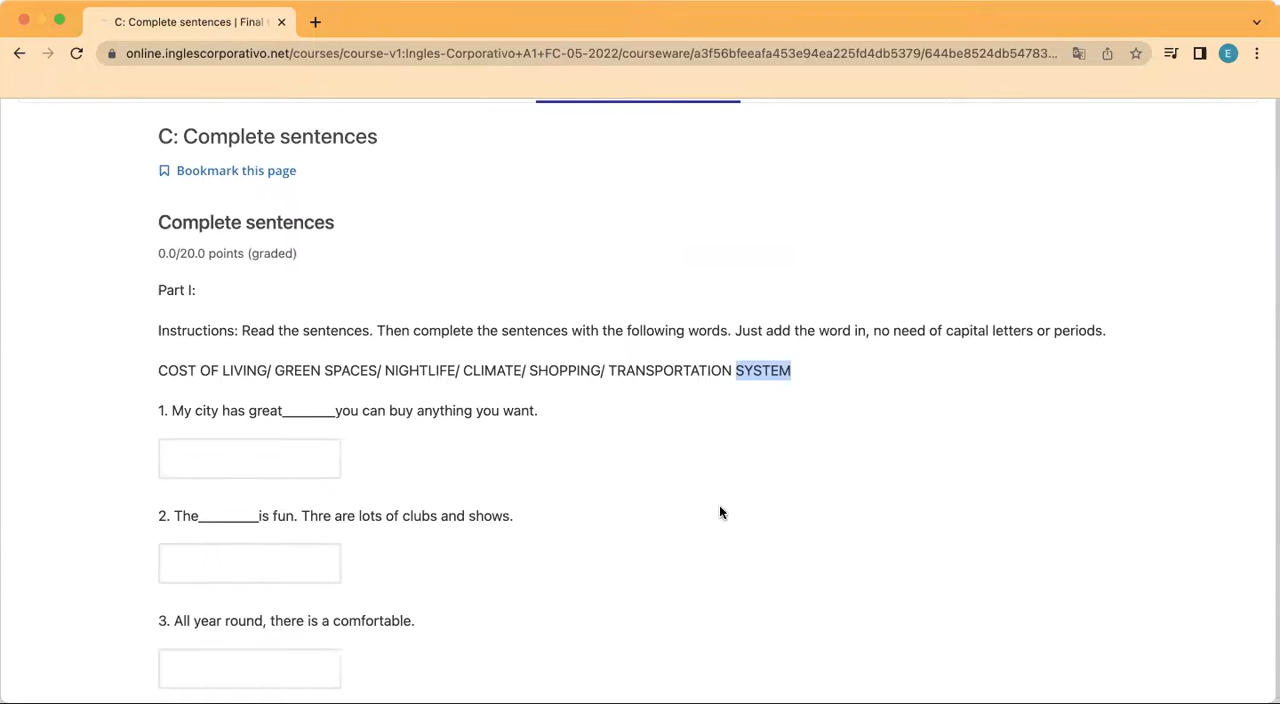 C: Complete sentences | Final
online.inglescorporativo.net/courses/course-v1:Ingles-Corporativo+A1+FC-05-2022/courseware/a3f56bfeeafa453e94ea225fd4db5379/644be8524db54783...
E
C: Complete sentences
Bookmark this page
Complete sentences
0.0/20.0 points (graded)
Part I:
Instructions: Read the sentences. Then complete the sentences with the following words. Just add the word in, no need of capital letters or periods.
COST OF LIVING/ GREEN SPACES/ NIGHTLIFE/ CLIMATE/ SHOPPING/ TRANSPORTATION SYSTEM
1. My city has great_______you can buy anything you want.
2. The________is fun. Thre are lots of clubs and shows.
3. All year round, there is a comfortable.